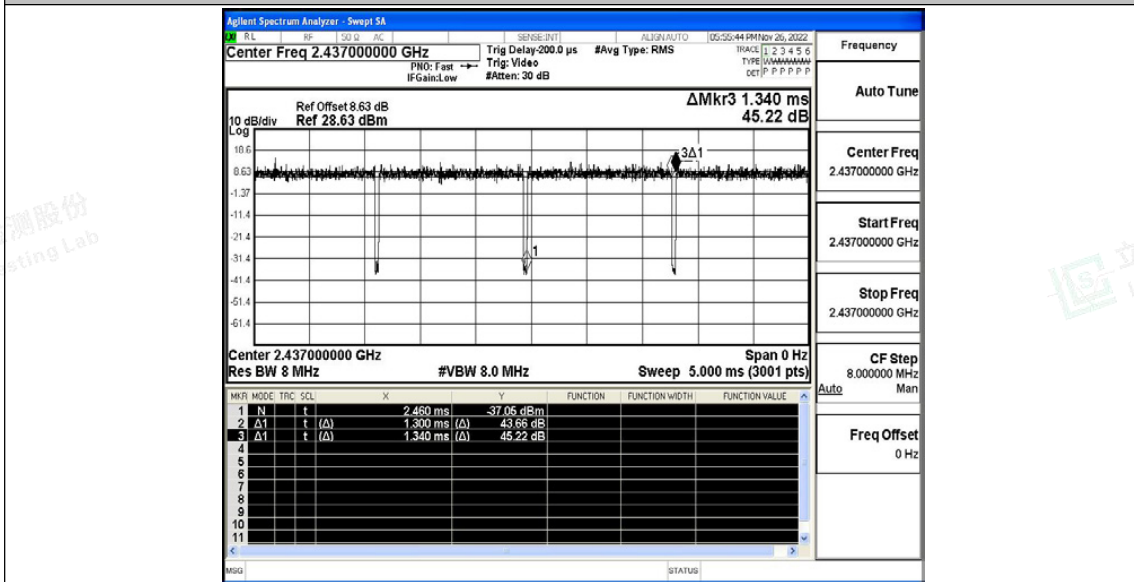 Agilent Spectrum Analyzer - Swept SA
RL RF 50 Ω AC SENSE:INT ALIGNAUTO 05:55:44 PM Nov 26, 2022
Center Freq 2.437000000 GHz
PNO: Fast
IFGain:Low
Trig Delay-200.0 µs
Trig: Video
#Atten: 30 dB
#Avg Type: RMS
TRACE 1 2 3 4 5 6
TYPE
DET P P P P P P
ΔMkr3 1.340 ms
45.22 dB
Ref Offset 8.63 dB
10 dB/div Ref 28.63 dBm
Log
18.6
8.63
-1.37
-11.4
-21.4
-31.4
-41.4
-51.4
-61.4
3Δ1
1
Center 2.437000000 GHz Span 0 Hz
Res BW 8 MHz #VBW 8.0 MHz Sweep 5.000 ms (3001 pts)
MKR MODE TRC SCL X Y FUNCTION FUNCTION WIDTH FUNCTION VALUE
1 N t 2.460 ms -37.05 dBm
2 Δ1 t (Δ) 1.300 ms (Δ) 43.66 dB
3 Δ1 t (Δ) 1.340 ms (Δ) 45.22 dB
4
5
6
7
8
9
10
11
MSG STATUS
Frequency
Auto Tune
Center Freq
2.437000000 GHz
Start Freq
2.437000000 GHz
Stop Freq
2.437000000 GHz
CF Step
8.000000 MHz
Auto Man
Freq Offset
0 Hz
测股份
sting Lab
立